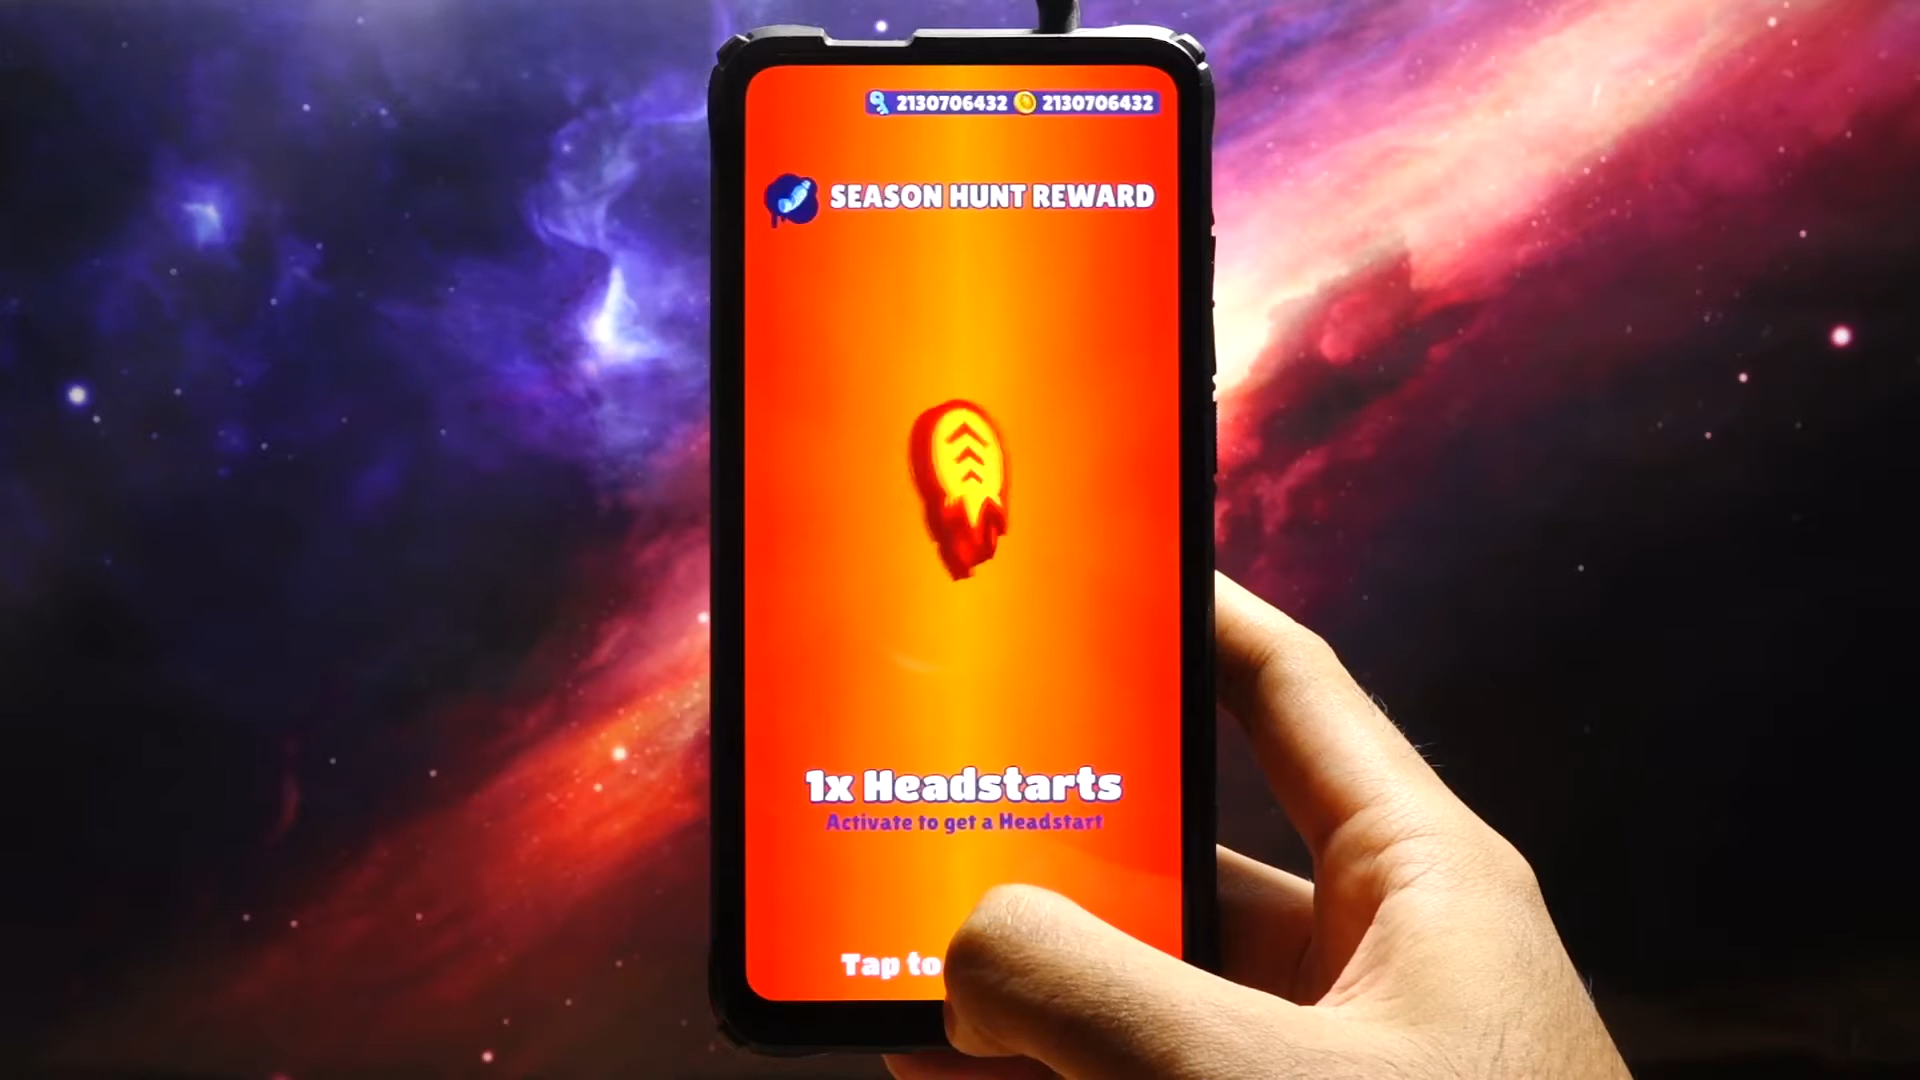 2130706432 2130706432
SEASON HUNT REWARD
1x Headstarts
Activate to get a Headstart
Tap to